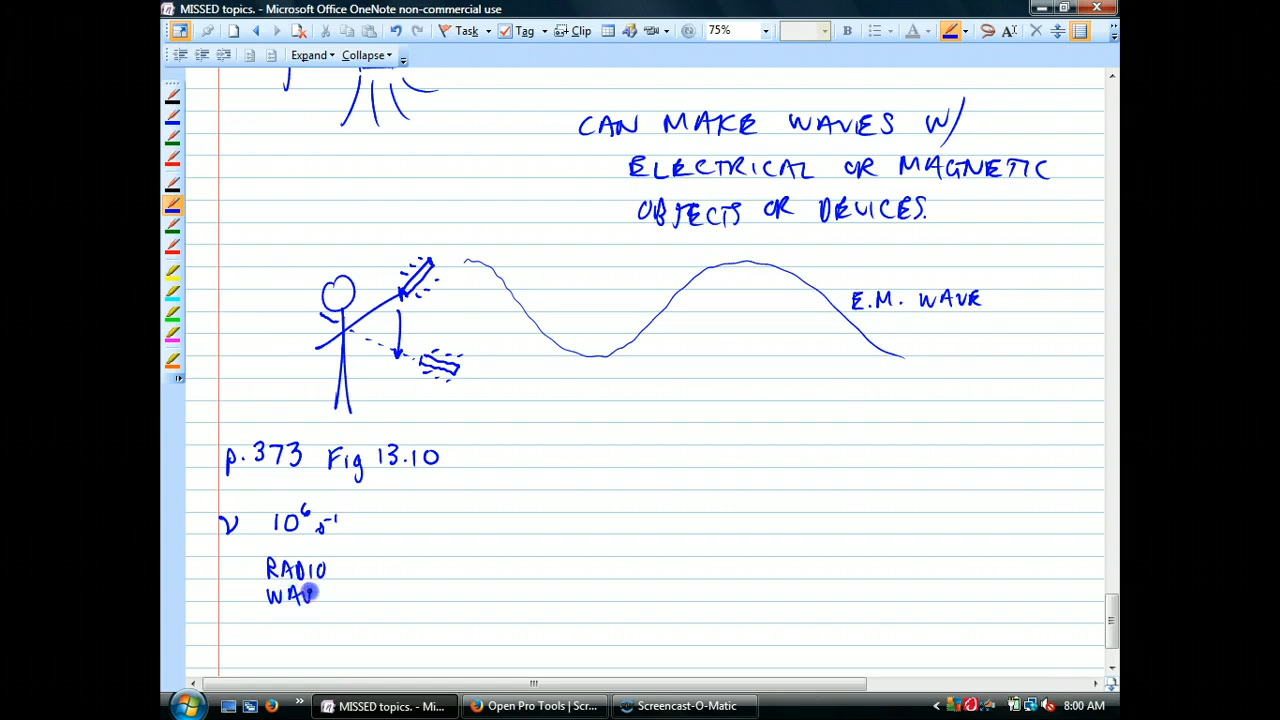 MISSED topics. - Microsoft Office OneNote non-commercial use
Task Tag Clip 75% B A
Expand Collapse
CAN MAKE WAVES W/
ELECTRICAL OR MAGNETIC
OBJECTS OR DEVICES.
E.M. WAVE
p. 373 Fig 13.10
ν 10⁶ s⁻¹
RADIO
WAV
MISSED topics. - Mi... Open Pro Tools | Scr... Screencast-O-Matic 8:00 AM